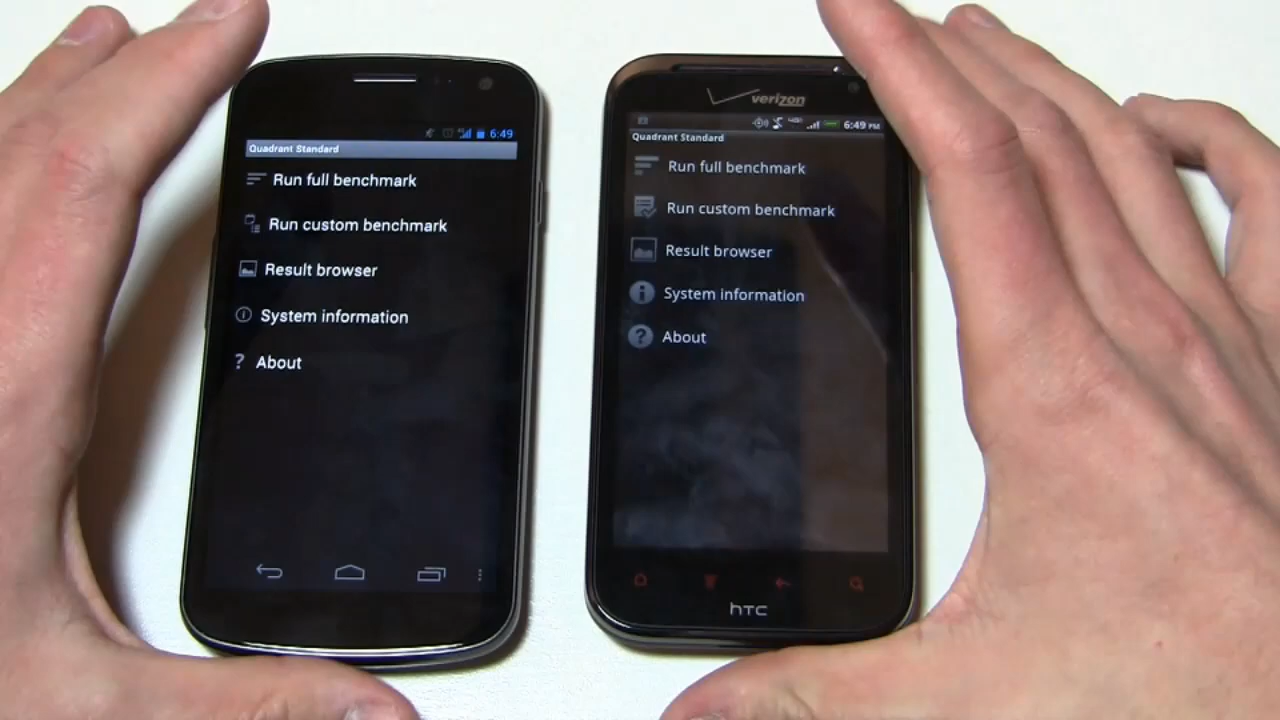 6:49
Quadrant Standard
Run full benchmark
Run custom benchmark
Result browser
System information
About
verizon
4G
6:49 PM
Quadrant Standard
Run full benchmark
Run custom benchmark
Result browser
System information
About
hTC